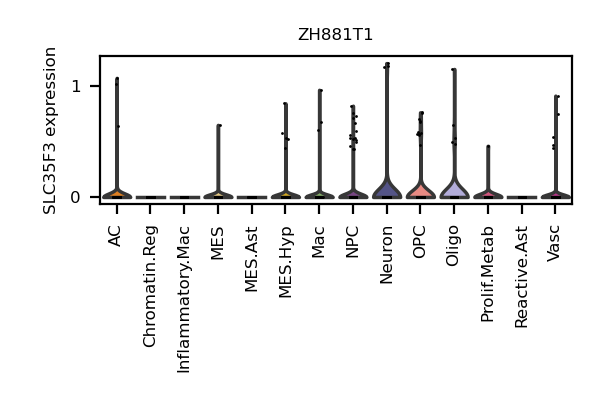 ZH881T1
SLC35F3 expression
1
0
AC
Chromatin.Reg
Inflammatory.Mac
MES
MES.Ast
MES.Hyp
Mac
NPC
Neuron
OPC
Oligo
Prolif.Metab
Reactive.Ast
Vasc